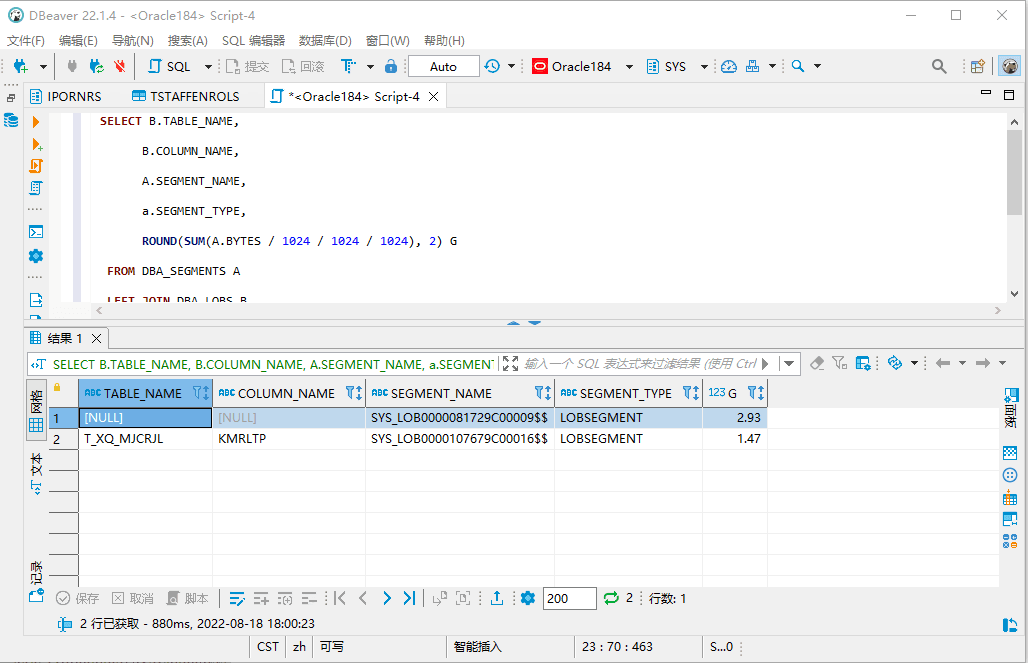 DBeaver 22.1.4 - <Oracle184> Script-4
文件(F) 编辑(E) 导航(N) 搜索(A) SQL 编辑器 数据库(D) 窗口(W) 帮助(H)
SQL 提交 回滚 Auto Oracle184 SYS
IPORNRS TSTAFFENROLS *<Oracle184> Script-4
SELECT B.TABLE_NAME,
B.COLUMN_NAME,
A.SEGMENT_NAME,
a.SEGMENT_TYPE,
ROUND(SUM(A.BYTES / 1024 / 1024 / 1024), 2) G
FROM DBA_SEGMENTS A
LEFT JOIN DBA_LOBS B
结果 1
SELECT B.TABLE_NAME, B.COLUMN_NAME, A.SEGMENT_NAME, a.SEGMENT 输入一个 SQL 表达式来过滤结果 (使用 Ctrl
网格 ABC TABLE_NAME ABC COLUMN_NAME ABC SEGMENT_NAME ABC SEGMENT_TYPE 123 G 面板
1 [NULL] [NULL] SYS_LOB0000081729C00009$$ LOBSEGMENT 2.93
2 T_XQ_MJCRJL KMRLTP SYS_LOB0000107679C00016$$ LOBSEGMENT 1.47
文本
记录
保存 取消 脚本 200 2 行数: 1
2 行已获取 - 880ms, 2022-08-18 18:00:23
CST zh 可写 智能插入 23 : 70 : 463 S...0